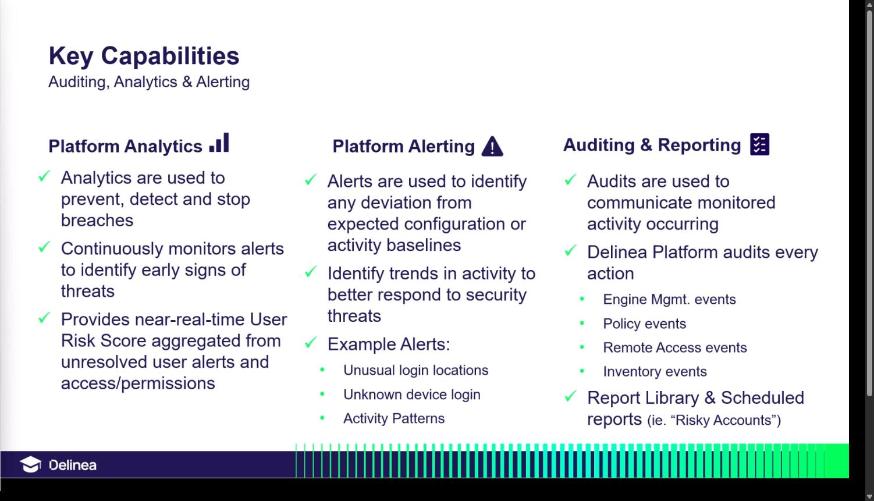 Key Capabilities
Auditing, Analytics & Alerting
Platform Analytics
Analytics are used to
prevent, detect and stop
breaches
Continuously monitors alerts
to identify early signs of
threats
Provides near-real-time User
Risk Score aggregated from
unresolved user alerts and
access/permissions
Platform Alerting
Alerts are used to identify
any deviation from
expected configuration or
activity baselines
Identify trends in activity to
better respond to security
threats
Example Alerts:
Unusual login locations
Unknown device login
Activity Patterns
Auditing & Reporting
Audits are used to
communicate monitored
activity occurring
Delinea Platform audits every
action
Engine Mgmt. events
Policy events
Remote Access events
Inventory events
Report Library & Scheduled
reports (ie. “Risky Accounts”)
Delinea